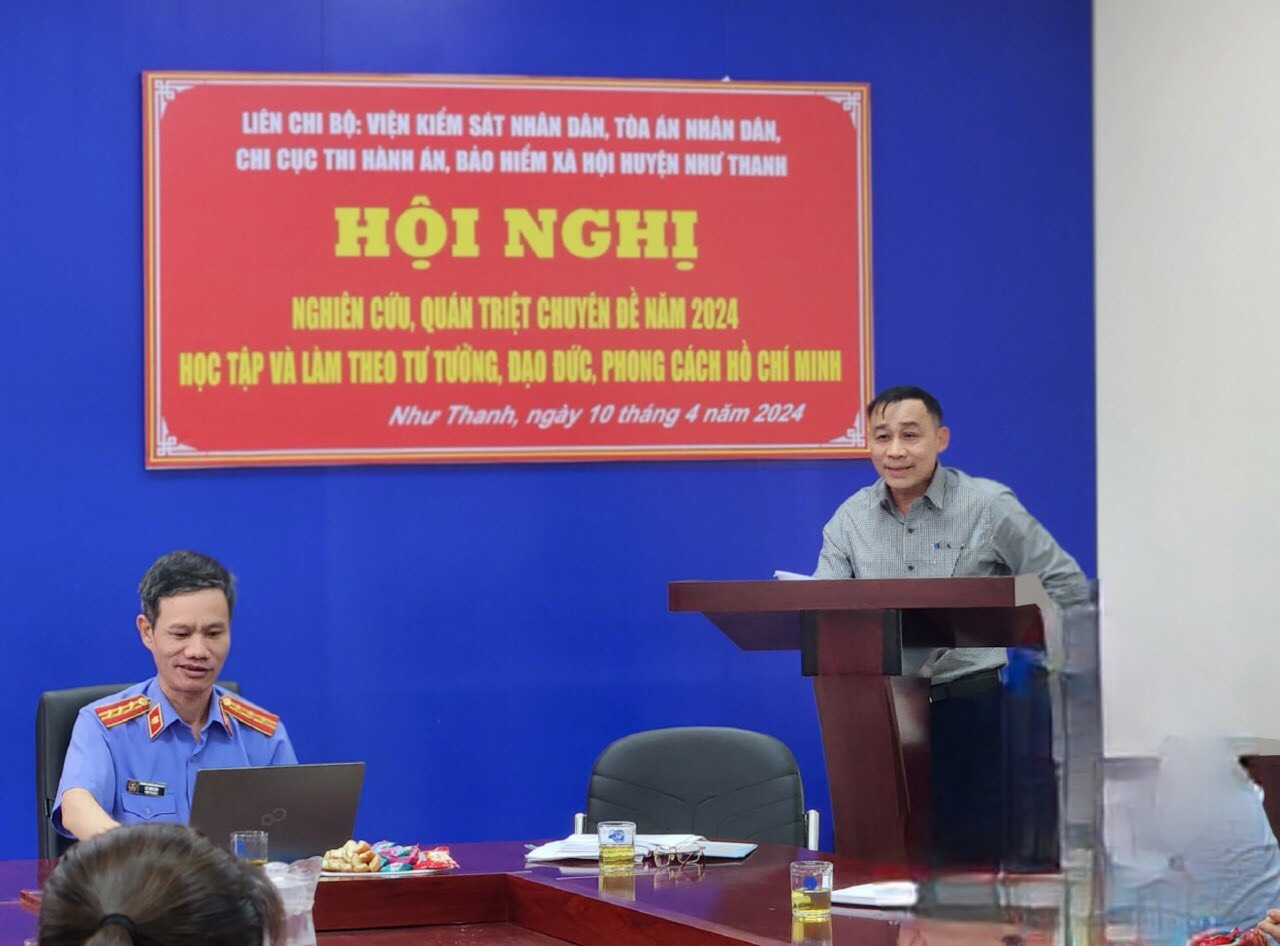 LIÊN CHI BỘ: VIỆN KIỂM SÁT NHÂN DÂN, TÒA ÁN NHÂN DÂN,
CHI CỤC THI HÀNH ÁN, BẢO HIỂM XÃ HỘI HUYỆN NHƯ THANH
HỘI NGHỊ
NGHIÊN CỨU, QUÁN TRIỆT CHUYÊN ĐỀ NĂM 2024
HỌC TẬP VÀ LÀM THEO TƯ TƯỞNG, ĐẠO ĐỨC, PHONG CÁCH HỒ CHÍ MINH
Như Thanh, ngày 10 tháng 4 năm 2024